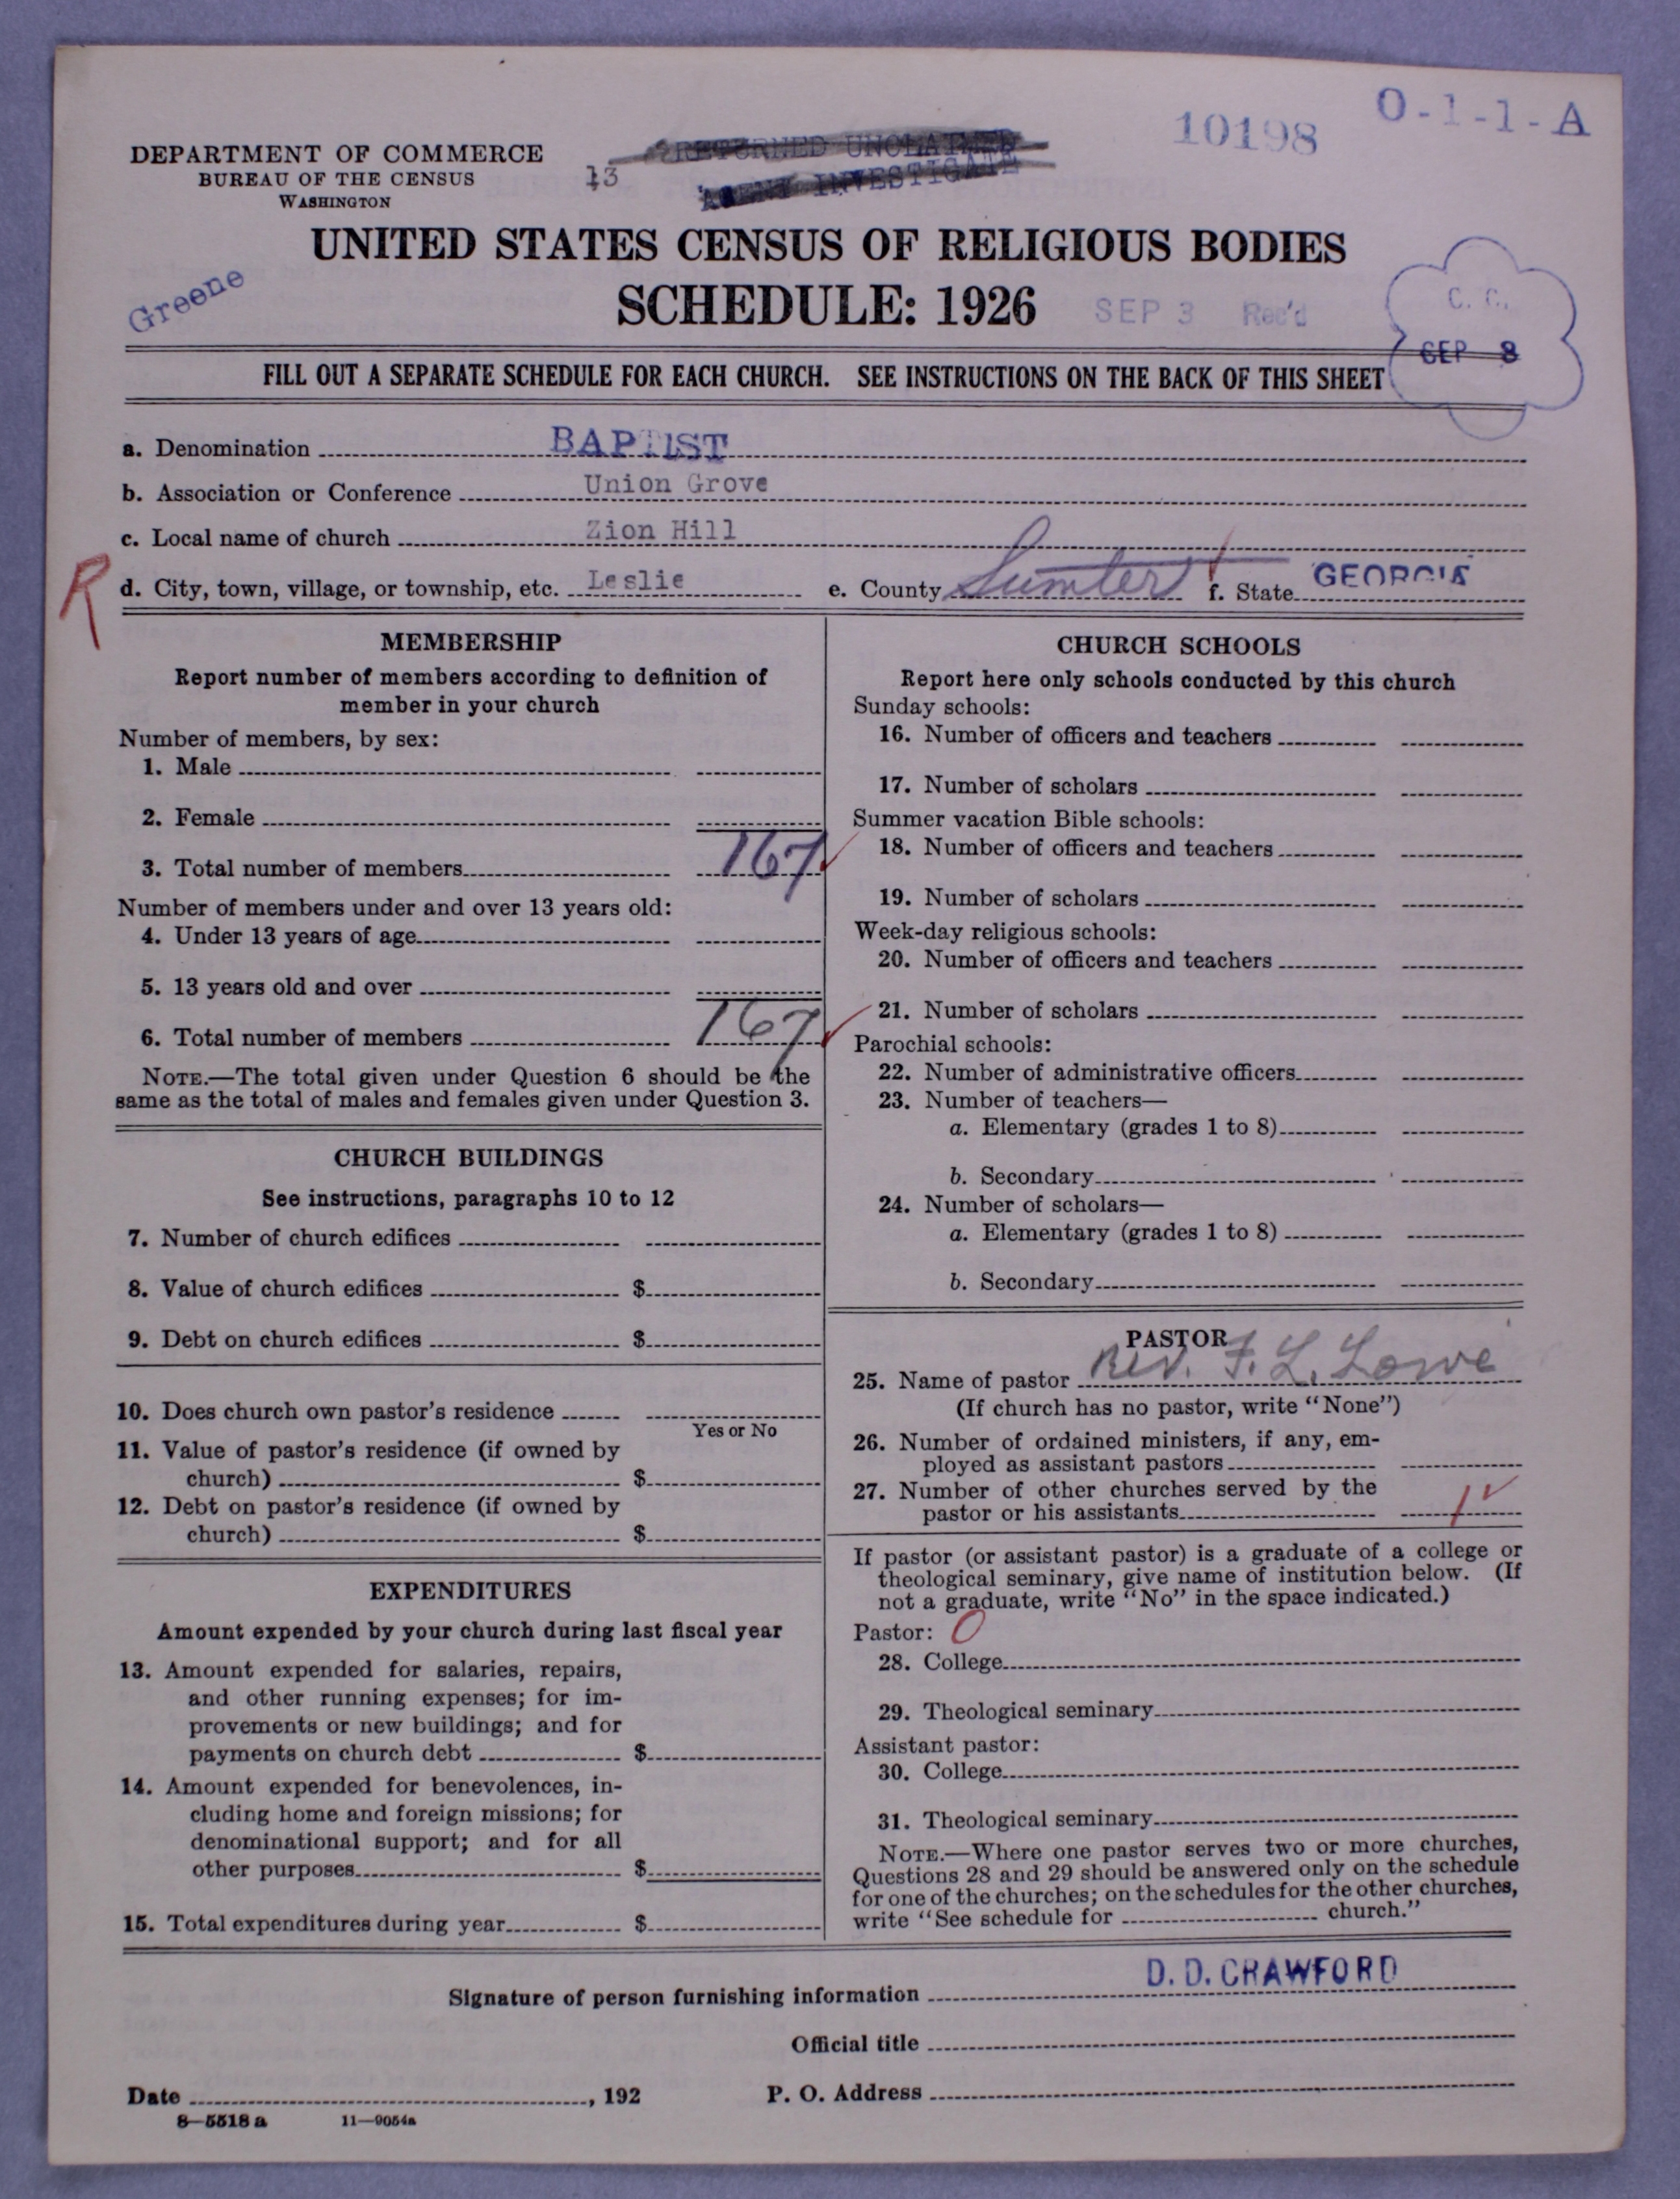 O-1-1-A
10198
DEPARTMENT OF COMMERCE
BUREAU OF THE CENSUS
WASHINGTON
13
RETURNED
AGENT INVESTIGATE
UNITED STATES CENSUS OF RELIGIOUS BODIES
Greene
SCHEDULE: 1926
SEP 3 Rec'd
C. C.
SEP 8
FILL OUT A SEPARATE SCHEDULE FOR EACH CHURCH. SEE INSTRUCTIONS ON THE BACK OF THIS SHEET
a. Denomination BAPTIST
b. Association or Conference Union Grove
c. Local name of church Zion Hill
R
d. City, town, village, or township, etc. Leslie e. County Sumter f. State GEORGIA
MEMBERSHIP
Report number of members according to definition of
member in your church
Number of members, by sex:
1. Male
2. Female
3. Total number of members 167
Number of members under and over 13 years old:
4. Under 13 years of age
5. 13 years old and over
6. Total number of members 167
NOTE.—The total given under Question 6 should be the
same as the total of males and females given under Question 3.
CHURCH BUILDINGS
See instructions, paragraphs 10 to 12
7. Number of church edifices
8. Value of church edifices $
9. Debt on church edifices $
10. Does church own pastor's residence
Yes or No
11. Value of pastor's residence (if owned by
church) $
12. Debt on pastor's residence (if owned by
church) $
EXPENDITURES
Amount expended by your church during last fiscal year
13. Amount expended for salaries, repairs,
and other running expenses; for im-
provements or new buildings; and for
payments on church debt $
14. Amount expended for benevolences, in-
cluding home and foreign missions; for
denominational support; and for all
other purposes $
15. Total expenditures during year $
CHURCH SCHOOLS
Report here only schools conducted by this church
Sunday schools:
16. Number of officers and teachers
17. Number of scholars
Summer vacation Bible schools:
18. Number of officers and teachers
19. Number of scholars
Week-day religious schools:
20. Number of officers and teachers
21. Number of scholars
Parochial schools:
22. Number of administrative officers
23. Number of teachers—
a. Elementary (grades 1 to 8)
b. Secondary
24. Number of scholars—
a. Elementary (grades 1 to 8)
b. Secondary
PASTOR
25. Name of pastor Rev. F. L. Lowe
(If church has no pastor, write "None")
26. Number of ordained ministers, if any, em-
ployed as assistant pastors
27. Number of other churches served by the
pastor or his assistants 1
If pastor (or assistant pastor) is a graduate of a college or
theological seminary, give name of institution below. (If
not a graduate, write "No" in the space indicated.)
Pastor: 0
28. College
29. Theological seminary
Assistant pastor:
30. College
31. Theological seminary
NOTE.—Where one pastor serves two or more churches,
Questions 28 and 29 should be answered only on the schedule
for one of the churches; on the schedules for the other churches,
write "See schedule for church."
Signature of person furnishing information D. D. CRAWFORD
Official title
Date , 192 P. O. Address
8—5518 a 11—9054a